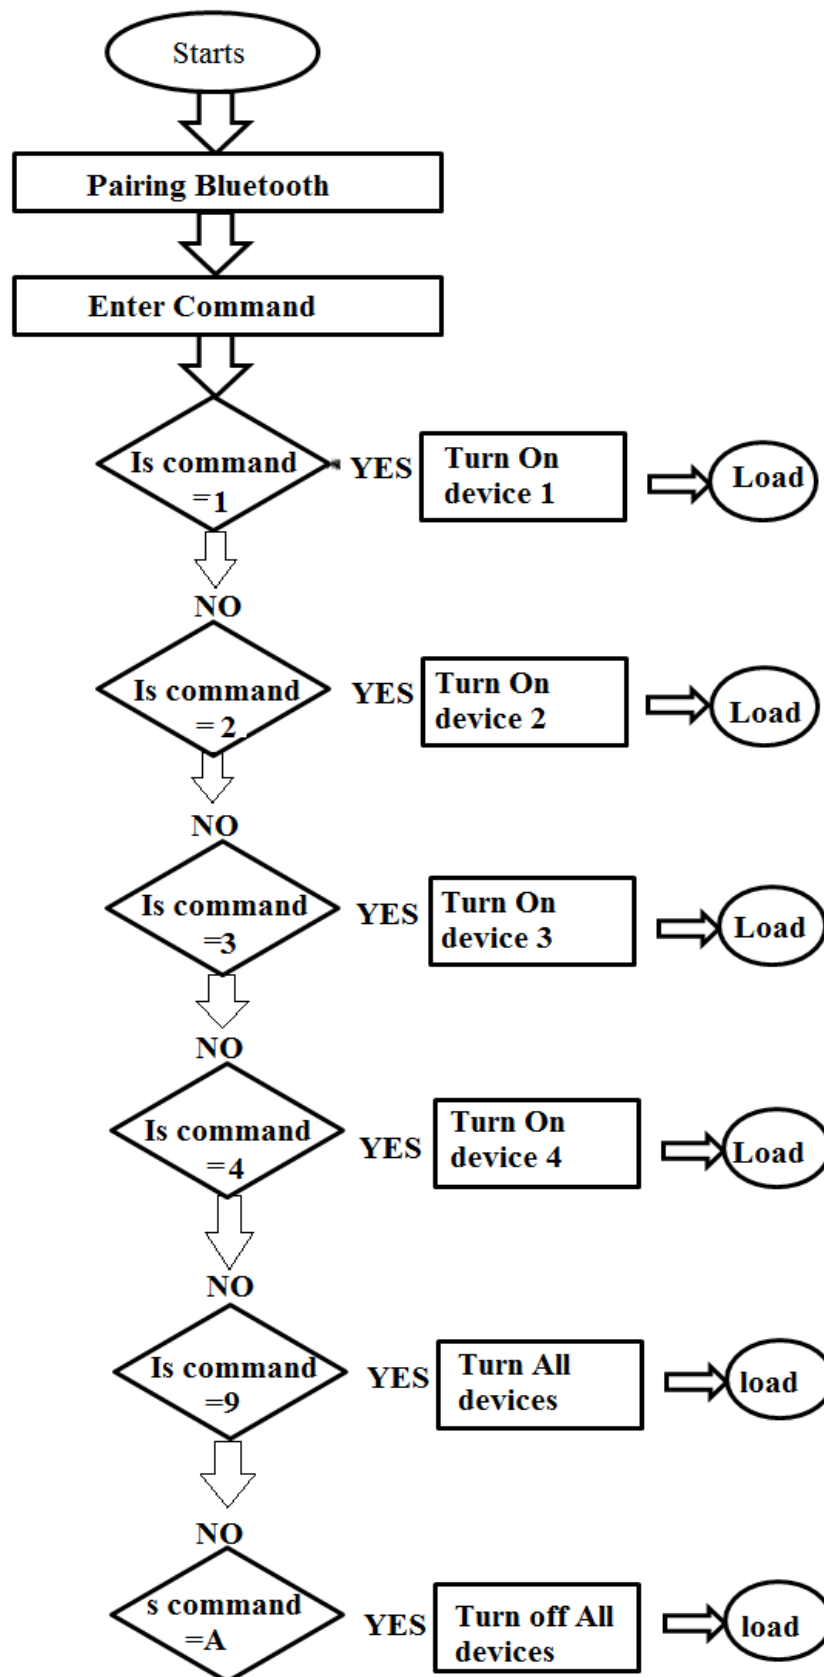 Starts
Pairing Bluetooth
Enter Command
Is command
=1
YES
Turn On
device 1
Load
NO
Is command
= 2
YES
Turn On
device 2
Load
NO
Is command
=3
YES
Turn On
device 3
Load
NO
Is command
=4
YES
Turn On
device 4
Load
NO
Is command
=9
YES
Turn All
devices
load
NO
s command
=A
YES
Turn off All
devices
load